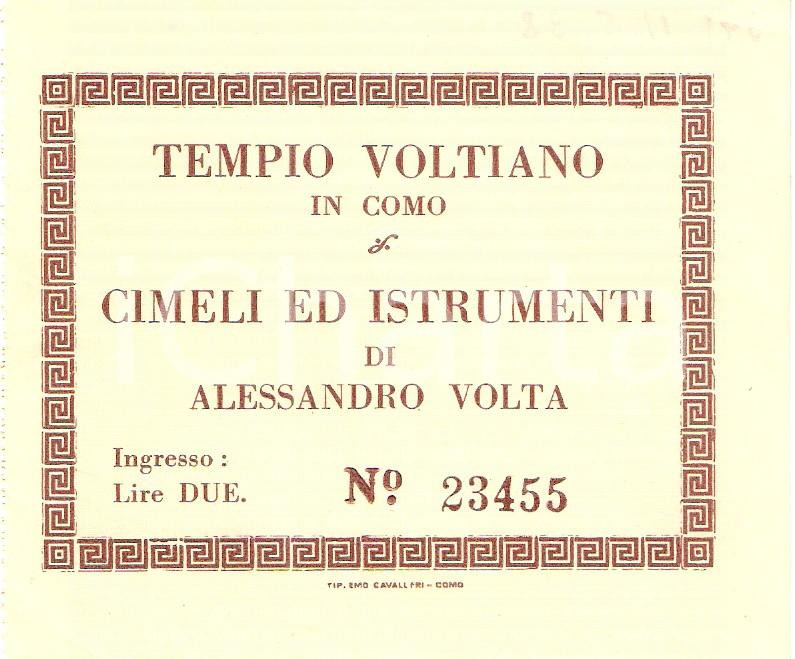 TEMPIO VOLTIANO
IN COMO
CIMELI ED ISTRUMENTI
DI
ALESSANDRO VOLTA
Ingresso :
Lire DUE.
Nº 23455
TIP. EMO CAVALLERI - COMO
iCharta